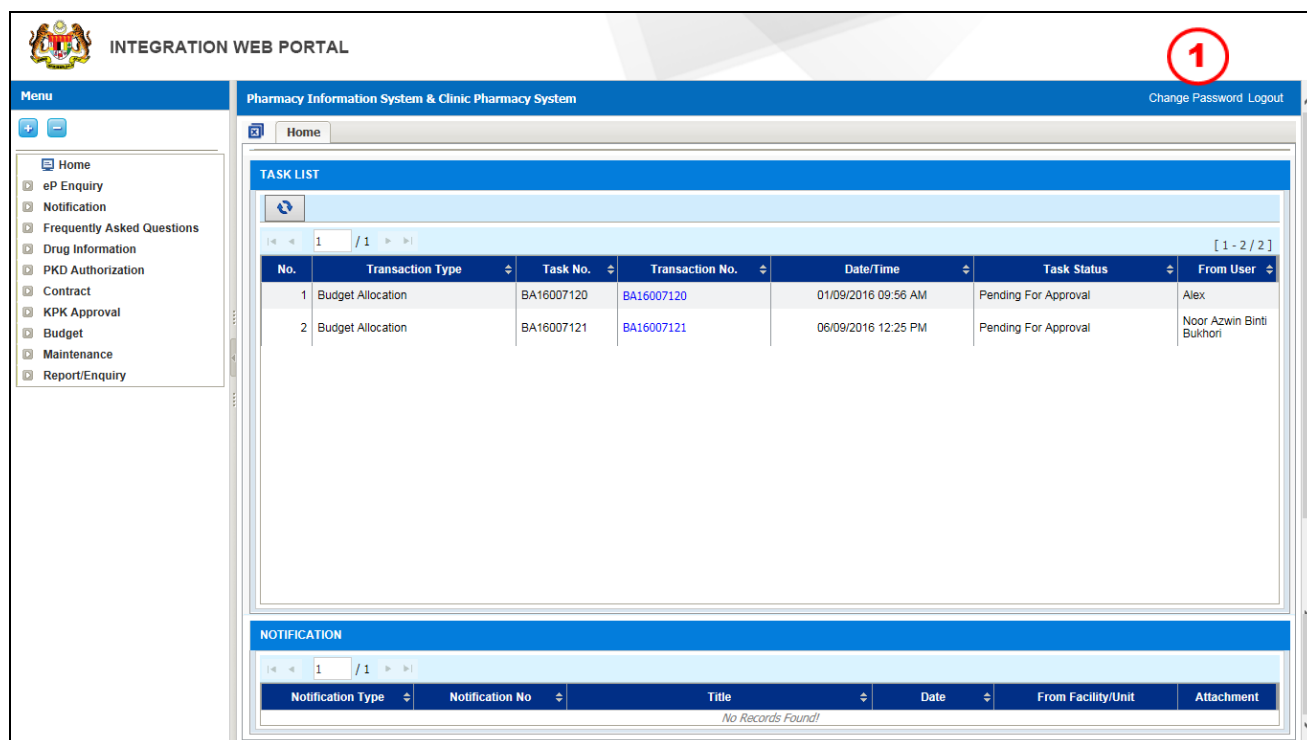 INTEGRATION WEB PORTAL
1
Menu
Pharmacy Information System & Clinic Pharmacy System
Change Password Logout
Home
Home
eP Enquiry
Notification
Frequently Asked Questions
Drug Information
PKD Authorization
Contract
KPK Approval
Budget
Maintenance
Report/Enquiry
TASK LIST
1 / 1
[ 1 - 2 / 2 ]
No. Transaction Type Task No. Transaction No. Date/Time Task Status From User
1 Budget Allocation BA16007120 BA16007120 01/09/2016 09:56 AM Pending For Approval Alex
2 Budget Allocation BA16007121 BA16007121 06/09/2016 12:25 PM Pending For Approval Noor Azwin Binti
Bukhori
NOTIFICATION
1 / 1
Notification Type Notification No Title Date From Facility/Unit Attachment
No Records Found!